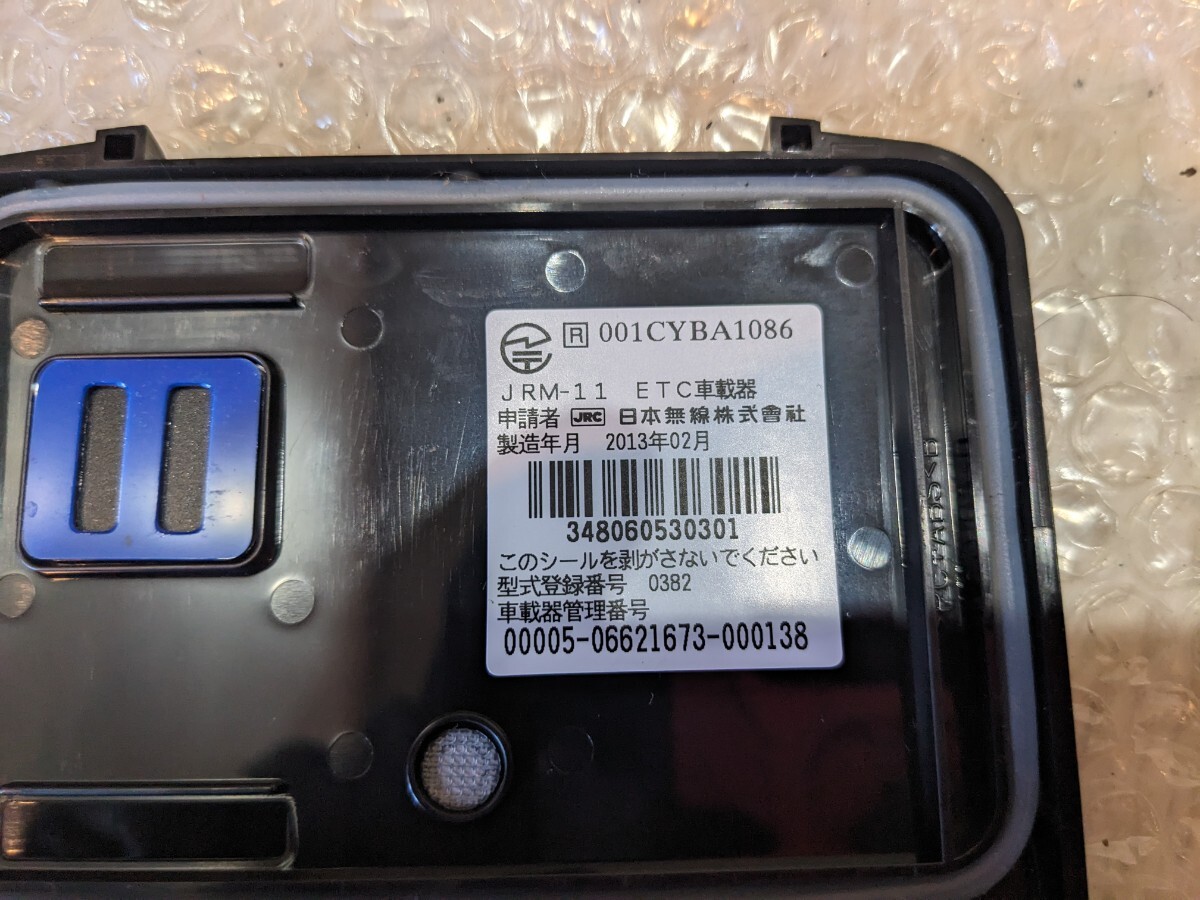 R 001CYBA1086
JRM-11 ETC車載器
申請者 JRC 日本無線株式會社
製造年月 2013年02月
348060530301
このシールを剥がさないでください
型式登録番号 0382
車載器管理番号
00005-06621673-000138